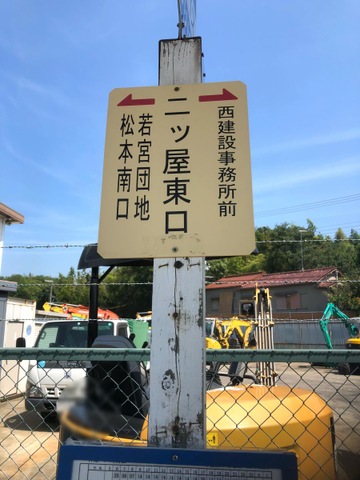 西建設事務所前
二ッ屋東口
若宮団地
松本南口